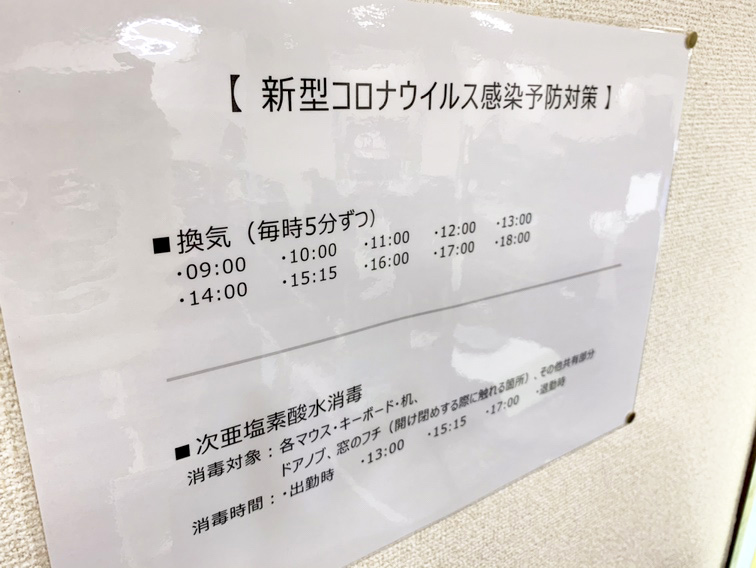 【 新型コロナウイルス感染予防対策 】
■ 換気（毎時5分ずつ）
・09:00 ・10:00 ・11:00 ・12:00 ・13:00
・14:00 ・15:15 ・16:00 ・17:00 ・18:00
■ 次亜塩素酸水消毒
消毒対象：各マウス・キーボード・机、
ドアノブ、窓のフチ（開け閉めする際に触れる箇所）、その他共有部分
消毒時間：・出勤時 ・13:00 ・15:15 ・17:00 ・退勤時